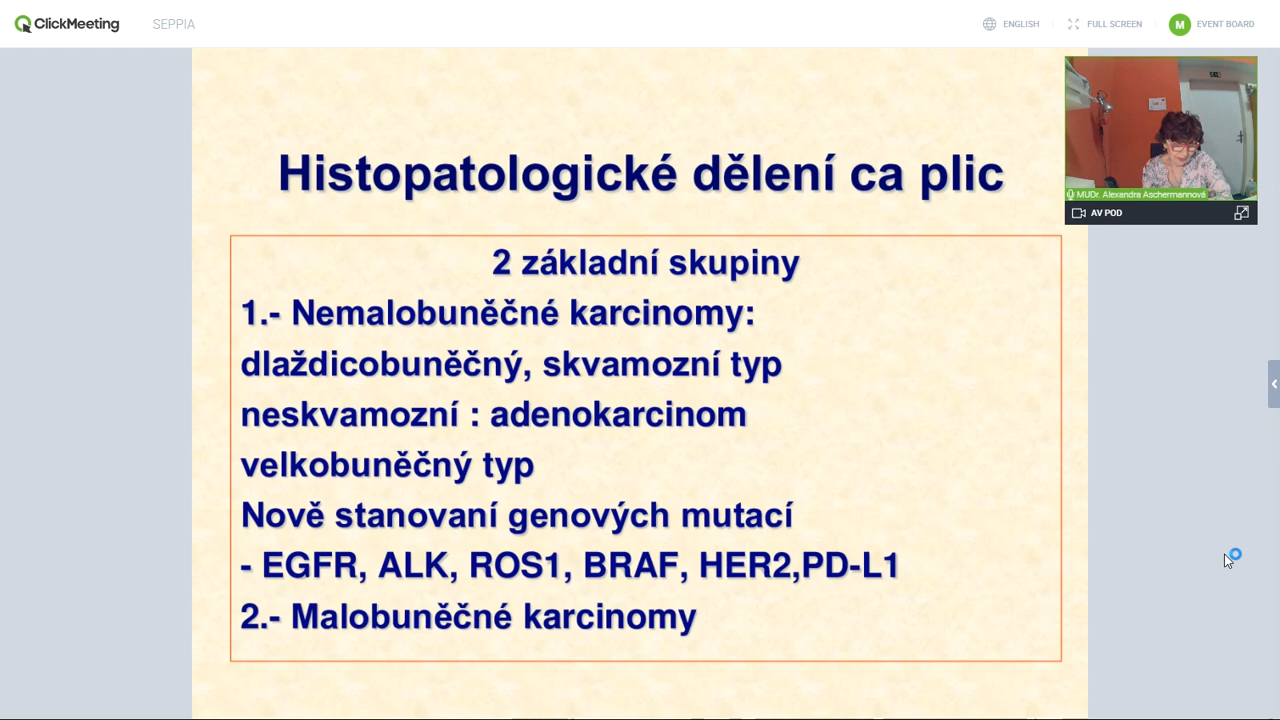 ClickMeeting
SEPPIA
ENGLISH
FULL SCREEN
M
EVENT BOARD
Histopatologické dělení ca plic
MUDr. Alexandra Aschermannová
AV POD
2 základní skupiny
1.- Nemalobuněčné karcinomy:
dlaždicobuněčný, skvamozní typ
neskvamozní : adenokarcinom
velkobuněčný typ
Nově stanovaní genových mutací
- EGFR, ALK, ROS1, BRAF, HER2,PD-L1
2.- Malobuněčné karcinomy